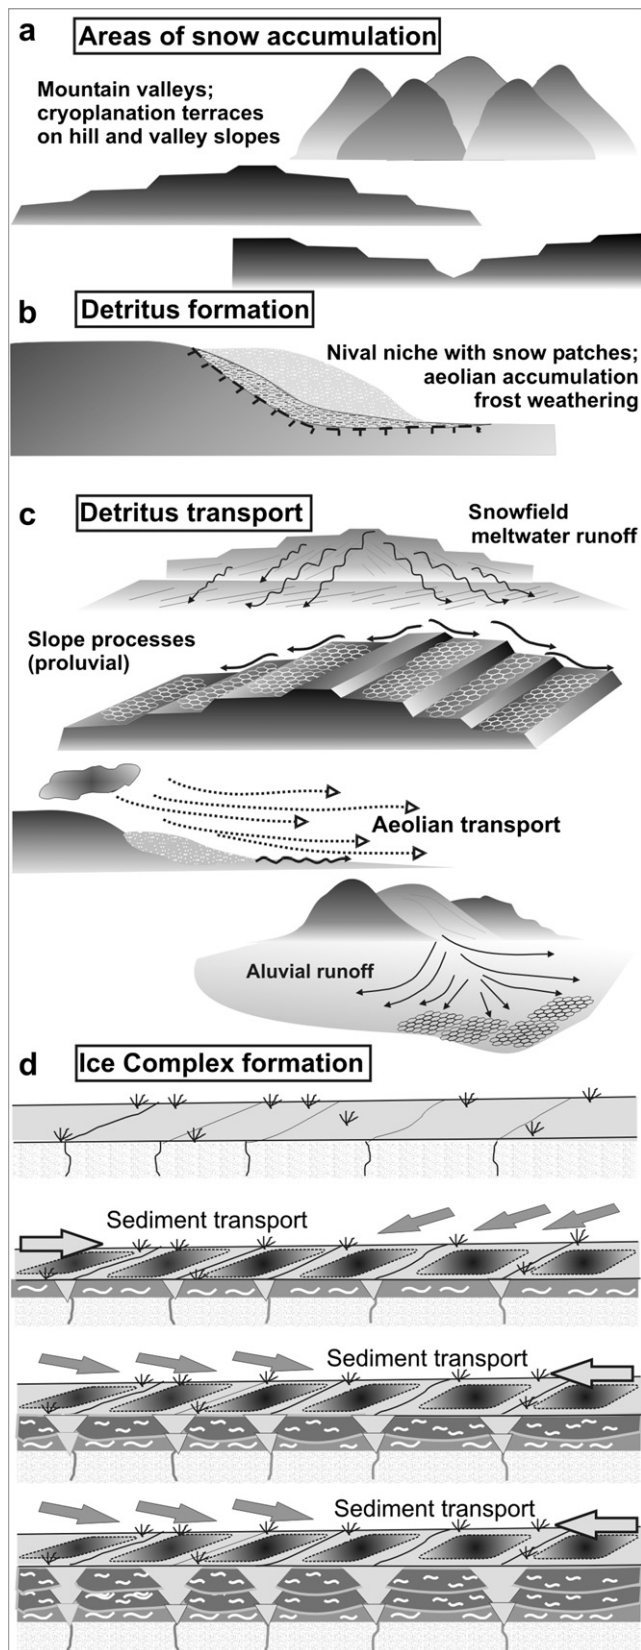 a
Areas of snow accumulation
Mountain valleys;
cryoplanation terraces
on hill and valley slopes
b
Detritus formation
Nival niche with snow patches;
aeolian accumulation
frost weathering
c
Detritus transport
Snowfield
meltwater runoff
Slope processes
(proluvial)
Aeolian transport
Aluvial runoff
d
Ice Complex formation
Sediment transport
Sediment transport
Sediment transport